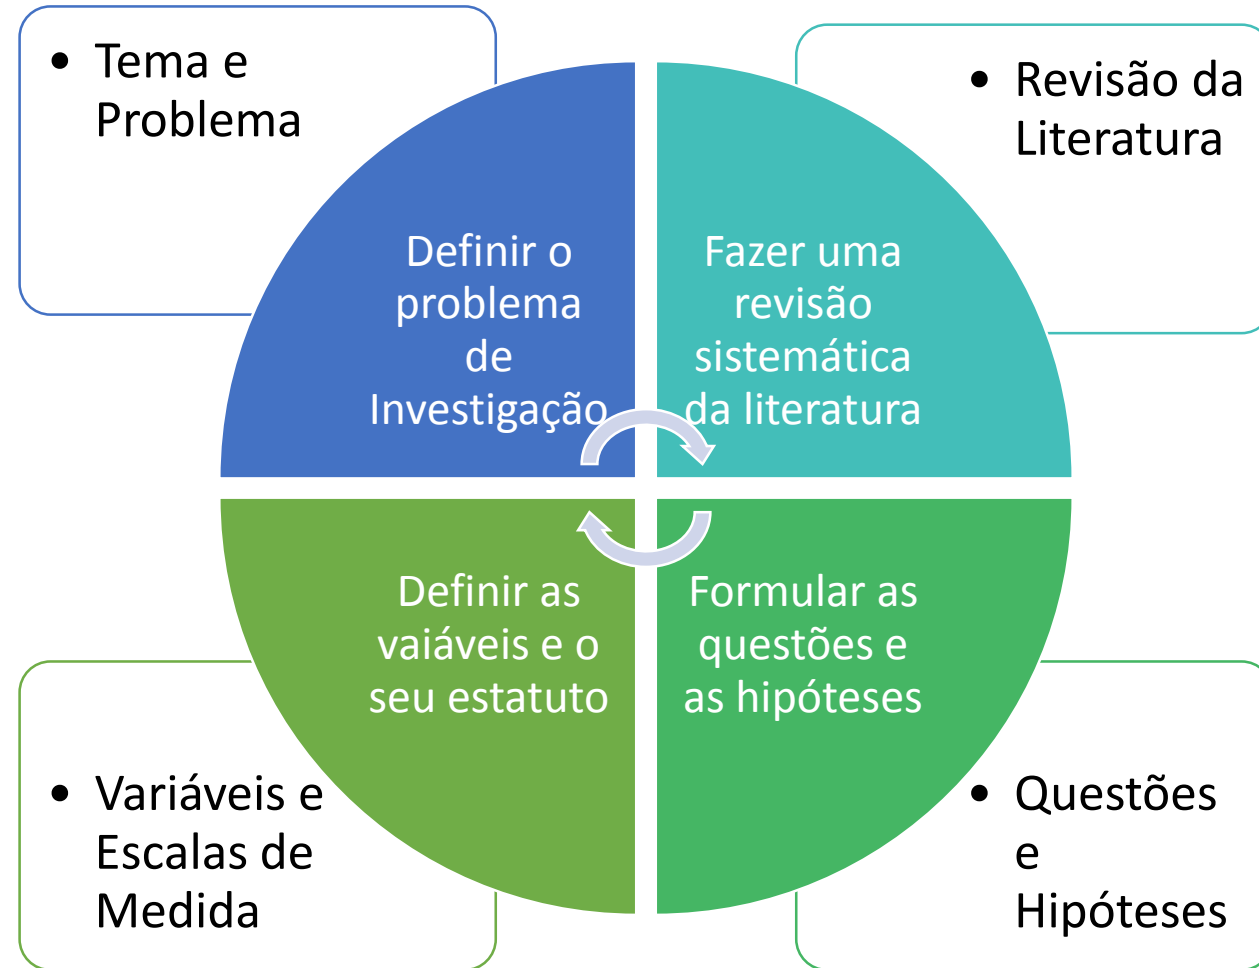 • Tema e
Problema
• Revisão da
Literatura
Definir o
problema
de
Investigação
Fazer uma
revisão
sistemática
da literatura
Definir as
vaiáveis e o
seu estatuto
Formular as
questões e
as hipóteses
• Variáveis e
Escalas de
Medida
• Questões
e
Hipóteses